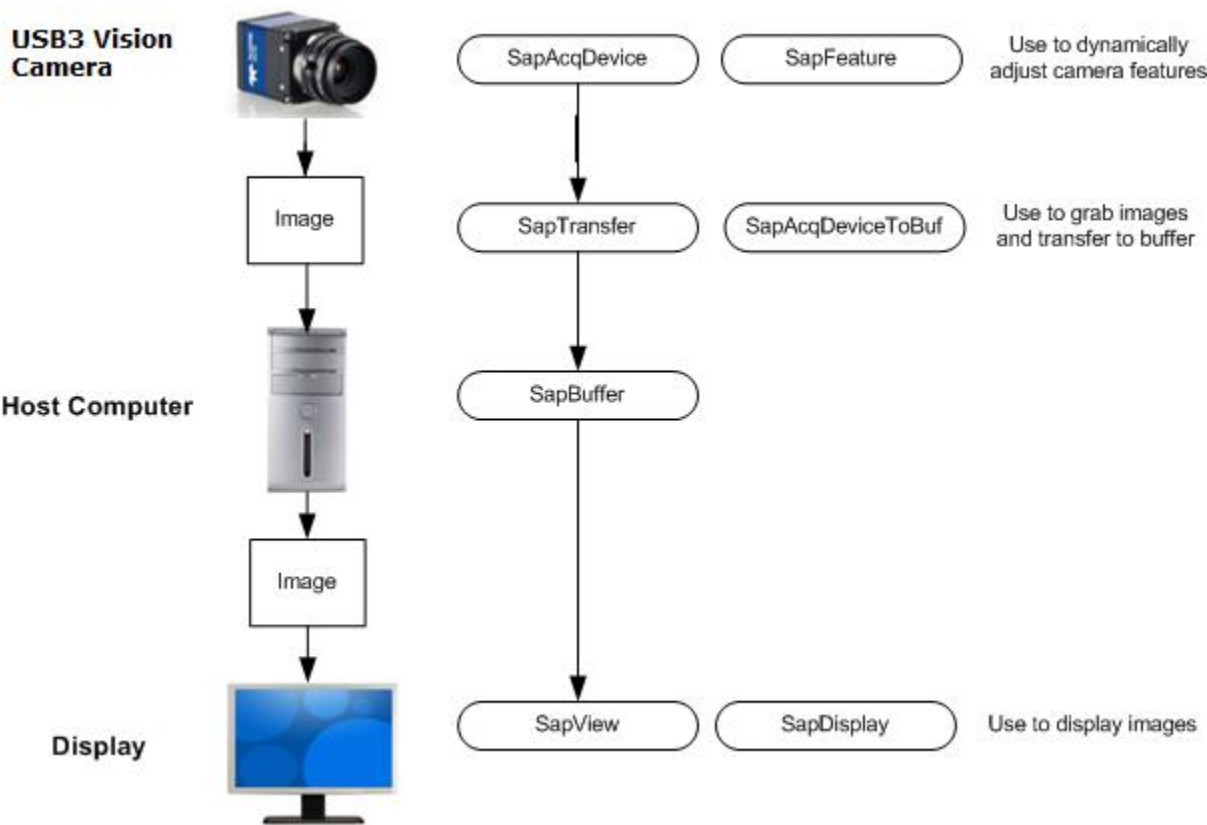 USB3 Vision
Camera
SapAcqDevice
SapFeature
Use to dynamically
adjust camera features
Image
SapTransfer
SapAcqDeviceToBuf
Use to grab images
and transfer to buffer
Host Computer
SapBuffer
Image
Display
SapView
SapDisplay
Use to display images